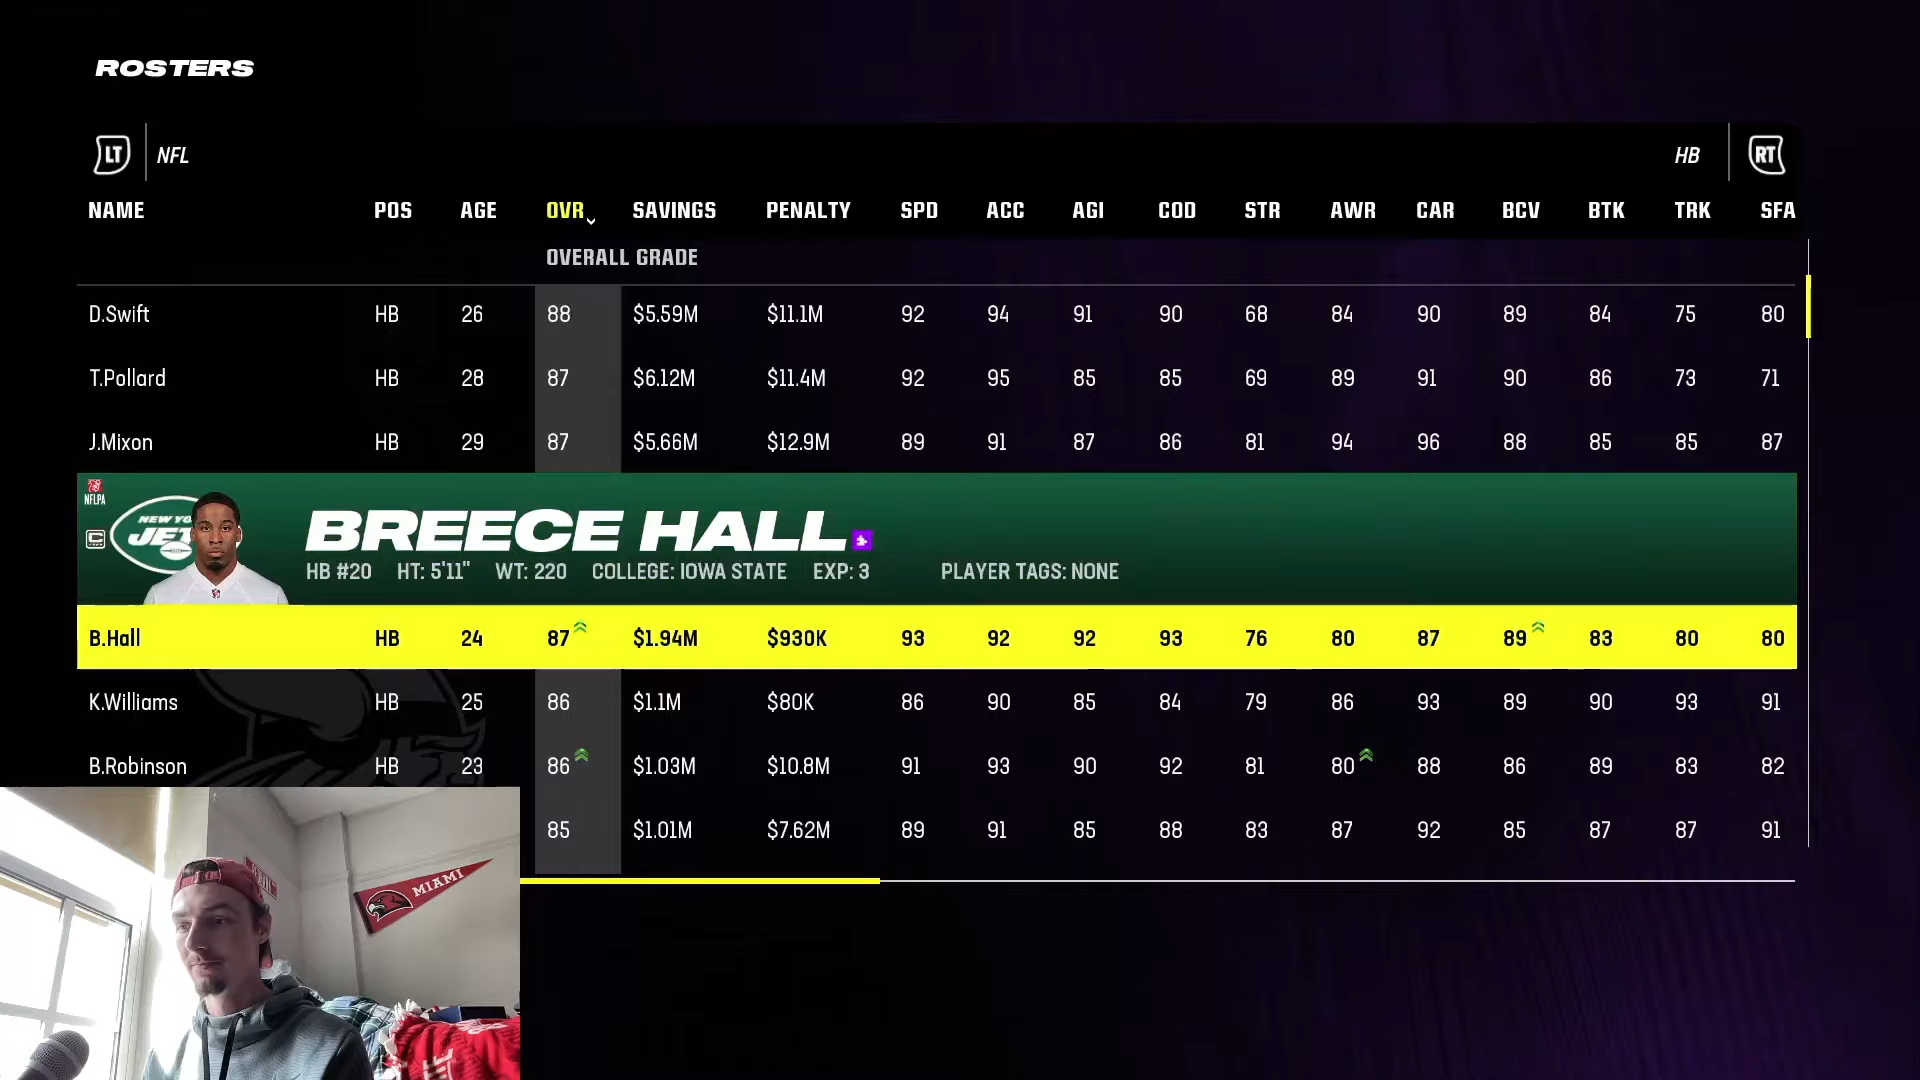 ROSTERS
LT NFL HB RT
NAME POS AGE OVR SAVINGS PENALTY SPD ACC AGI COD STR AWR CAR BCV BTK TRK SFA
OVERALL GRADE
D.Swift HB 26 88 $5.59M $11.1M 92 94 91 90 68 84 90 89 84 75 80
T.Pollard HB 28 87 $6.12M $11.4M 92 95 85 85 69 89 91 90 86 73 71
J.Mixon HB 29 87 $5.66M $12.9M 89 91 87 86 81 94 96 88 85 85 87
NFLPA
C
NEW YO
JET
BREECE HALL
HB #20 HT: 5'11" WT: 220 COLLEGE: IOWA STATE EXP: 3 PLAYER TAGS: NONE
B.Hall HB 24 87 $1.94M $930K 93 92 92 93 76 80 87 89 83 80 80
K.Williams HB 25 86 $1.1M $80K 86 90 85 84 79 86 93 89 90 93 91
B.Robinson HB 23 86 $1.03M $10.8M 91 93 90 92 81 80 88 86 89 83 82
85 $1.01M $7.62M 89 91 85 88 83 87 92 85 87 87 91
MIAMI